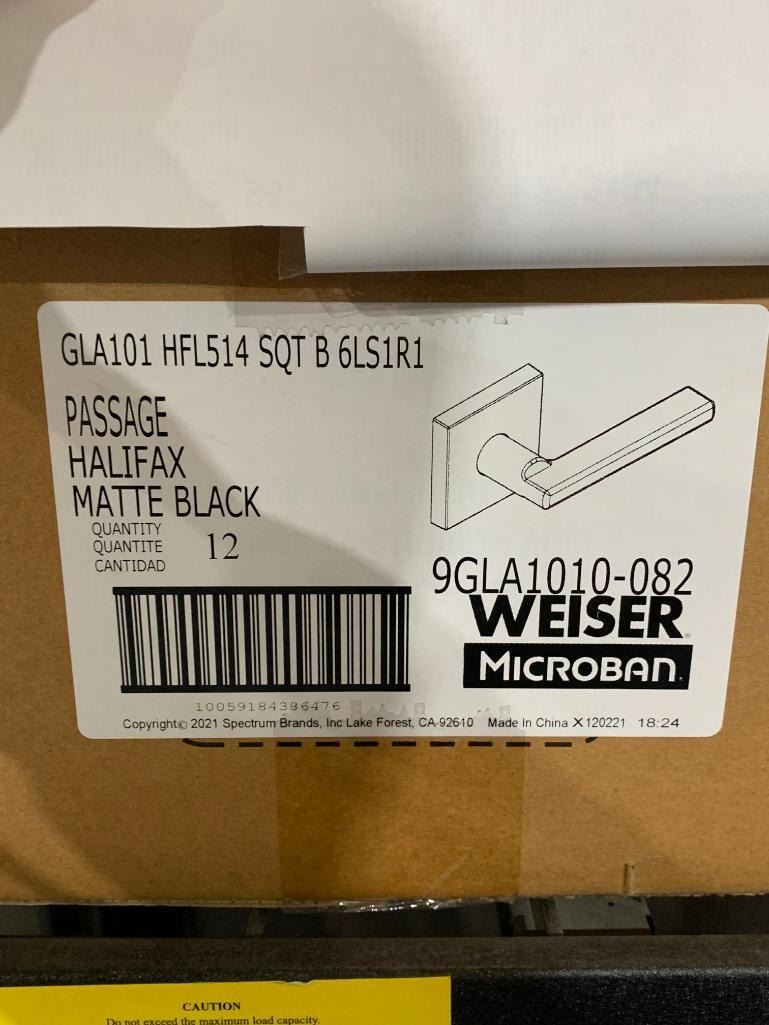 GLA101 HFL514 SQT B 6LS1R1
PASSAGE
HALIFAX
MATTE BLACK
QUANTITY
QUANTITE
CANTIDAD
12
9GLA1010-082
WEISER
MICROBAN
10059184386476
Copyright© 2021 Spectrum Brands, Inc Lake Forest, CA 92610 Made In China X120221 18:24
CAUTION
Do not exceed the maximum load capacity.